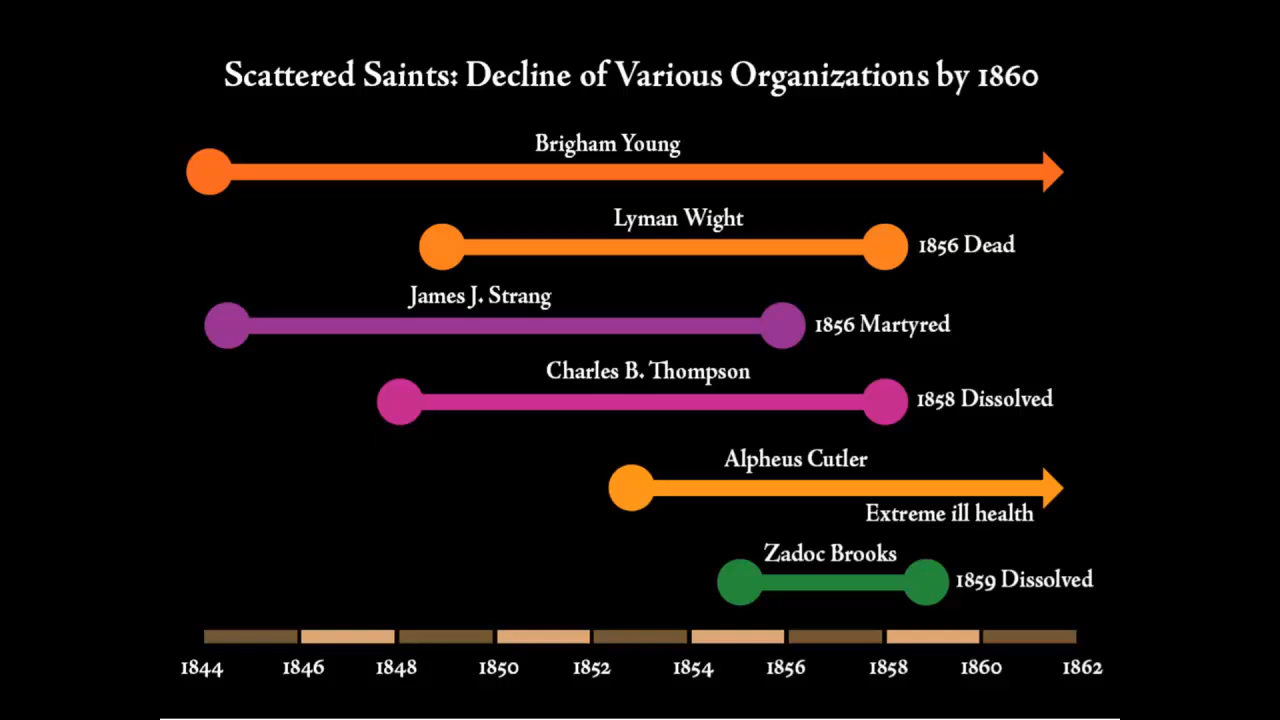 Scattered Saints: Decline of Various Organizations by 1860
Brigham Young
Lyman Wight
1856 Dead
James J. Strang
1856 Martyred
Charles B. Thompson
1858 Dissolved
Alpheus Cutler
Extreme ill health
Zadoc Brooks
1859 Dissolved
1844 1846 1848 1850 1852 1854 1856 1858 1860 1862